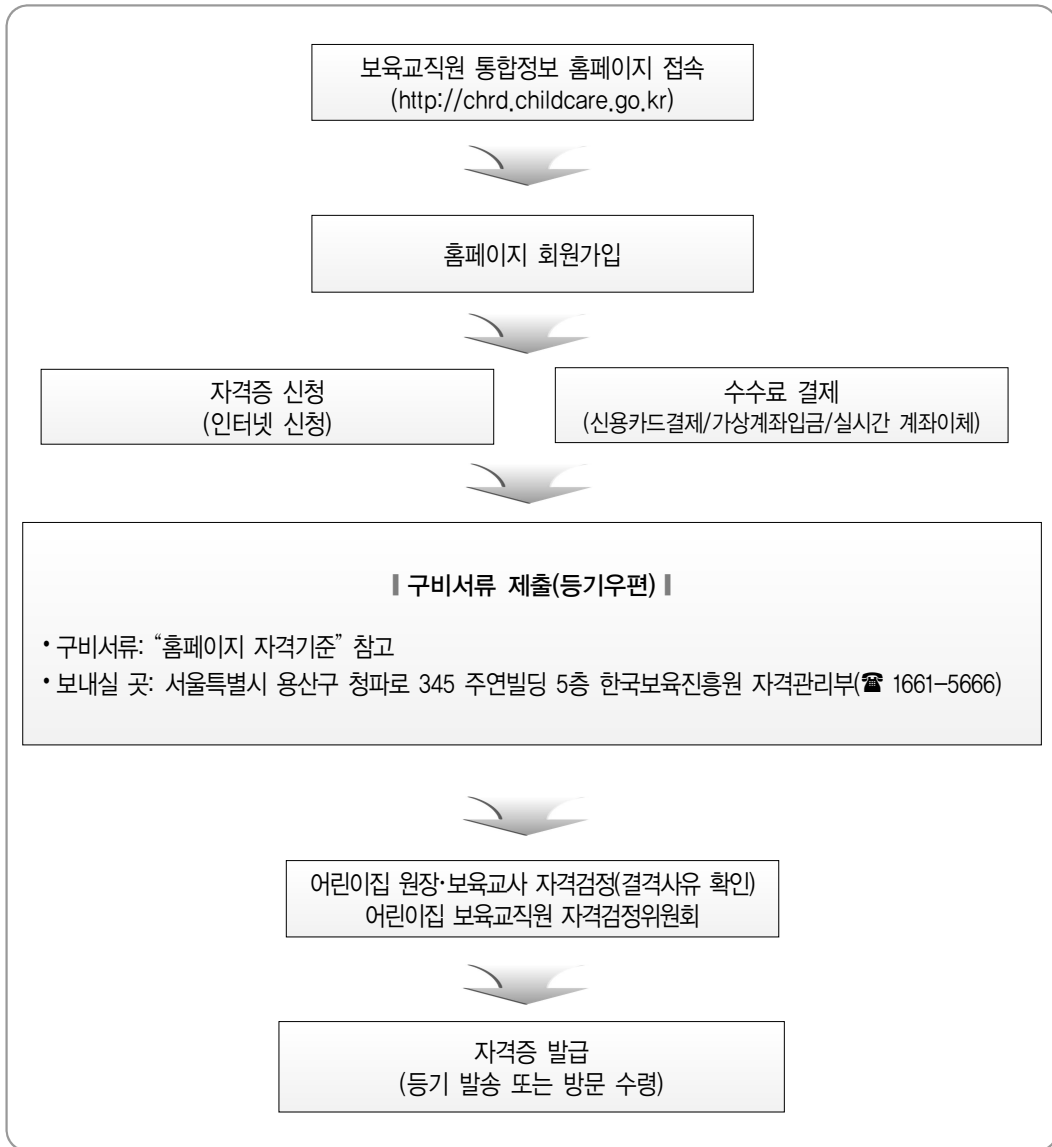 보육교직원 통합정보 홈페이지 접속
(http://chrd.childcare.go.kr)
홈페이지 회원가입
자격증 신청
(인터넷 신청)
수수료 결제
(신용카드결제/가상계좌입금/실시간 계좌이체)
‖ 구비서류 제출(등기우편) ‖
• 구비서류: “홈페이지 자격기준” 참고
• 보내실 곳: 서울특별시 용산구 청파로 345 주연빌딩 5층 한국보육진흥원 자격관리부(☎ 1661-5666)
어린이집 원장·보육교사 자격검정(결격사유 확인)
어린이집 보육교직원 자격검정위원회
자격증 발급
(등기 발송 또는 방문 수령)